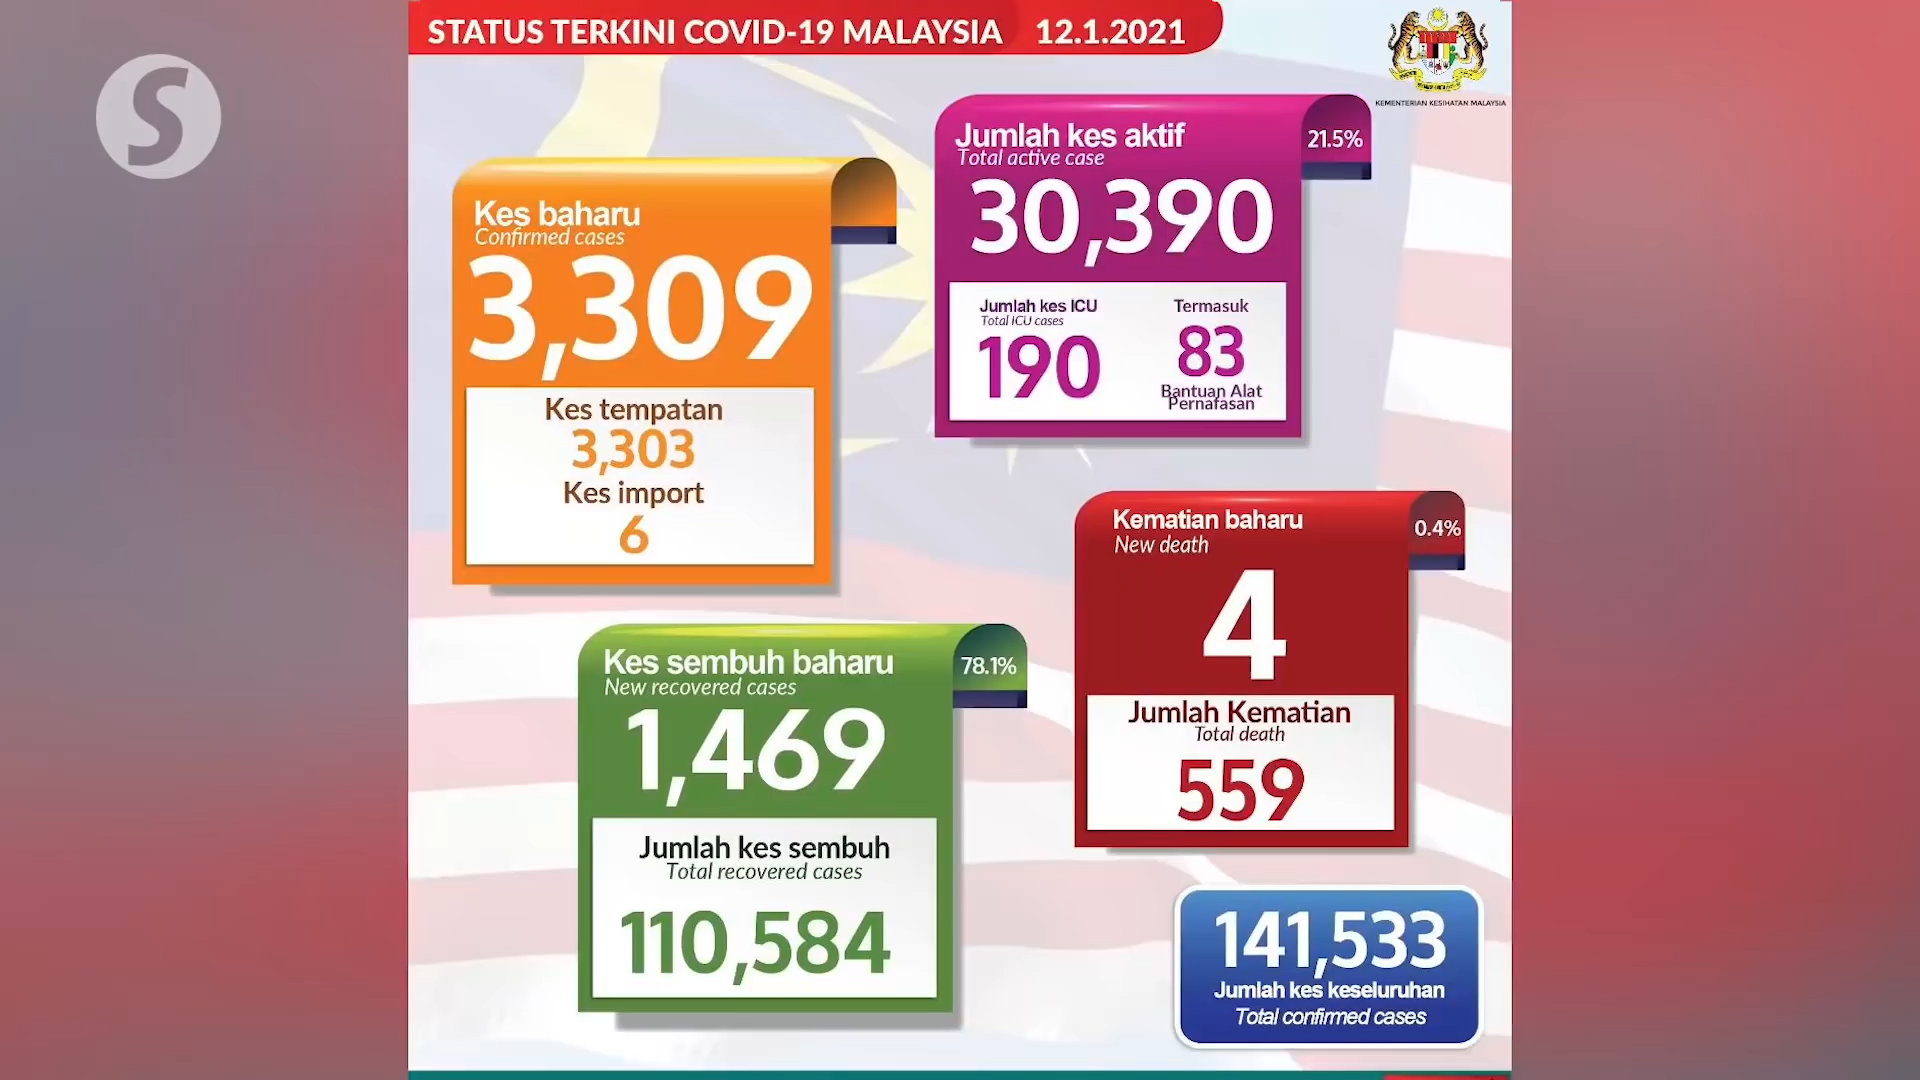 STATUS TERKINI COVID-19 MALAYSIA 12.1.2021
KEMENTERIAN KESIHATAN MALAYSIA
S
Kes baharu
Confirmed cases
3,309
Kes tempatan
3,303
Kes import
6
Jumlah kes aktif
Total active case
21.5%
30,390
Jumlah kes ICU
Total ICU cases
190
Termasuk
83
Bantuan Alat
Pernafasan
Kematian baharu
New death
0.4%
4
Jumlah Kematian
Total death
559
Kes sembuh baharu
New recovered cases
78.1%
1,469
Jumlah kes sembuh
Total recovered cases
110,584
141,533
Jumlah kes keseluruhan
Total confirmed cases